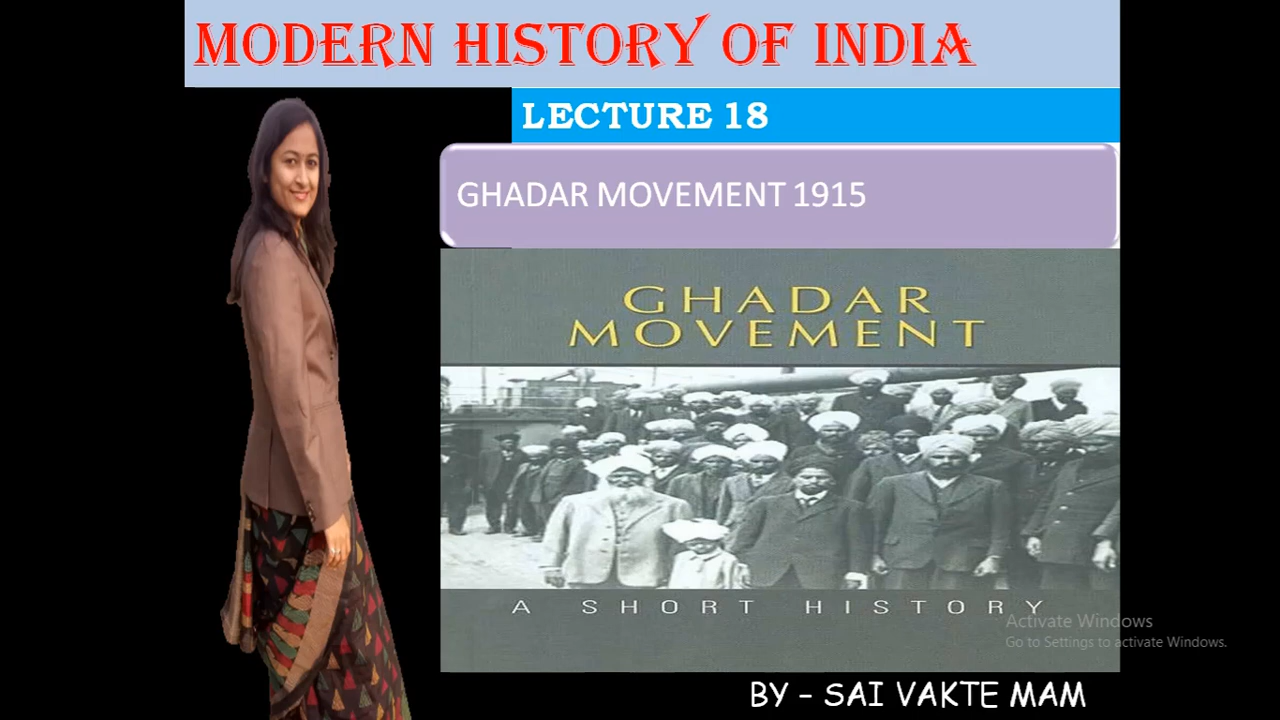 MODERN HISTORY OF INDIA
LECTURE 18
GHADAR MOVEMENT 1915
GHADAR
MOVEMENT
A SHORT HISTORY
Activate Windows
Go to Settings to activate Windows.
BY – SAI VAKTE MAM